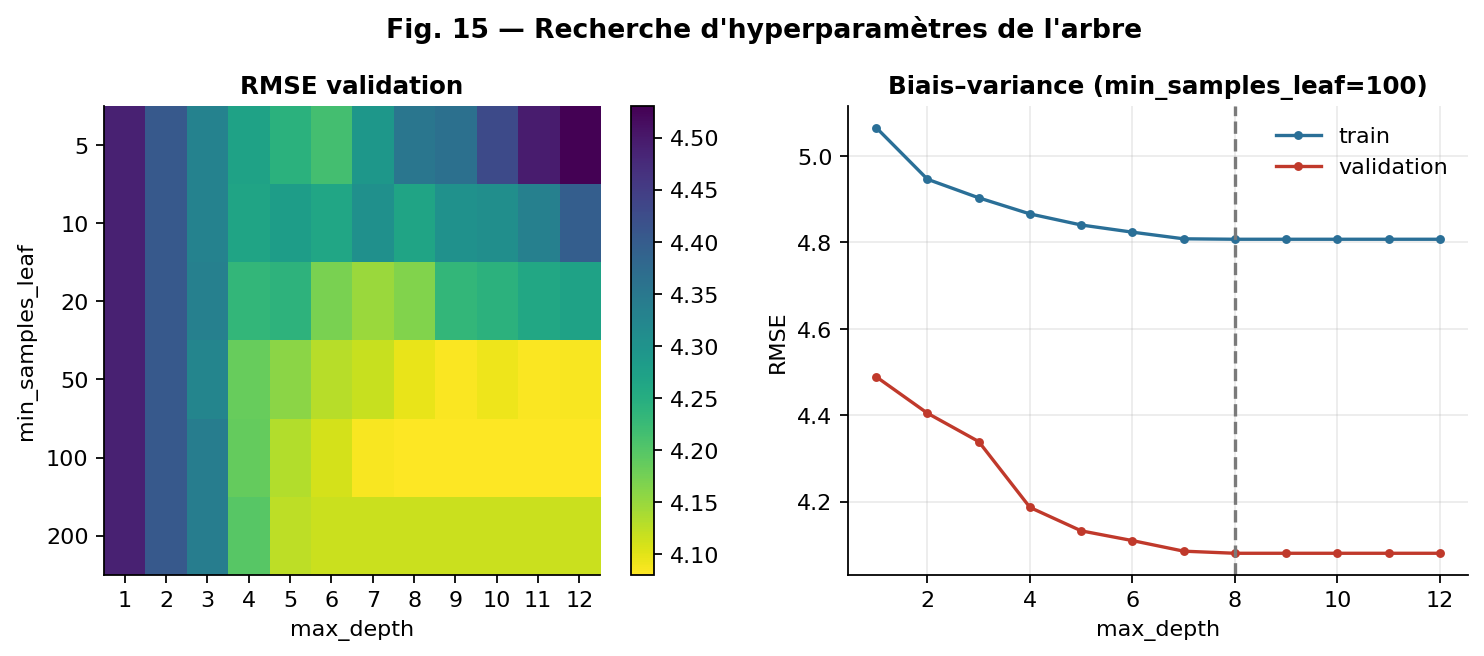 Fig. 15 — Recherche d'hyperparamètres de l'arbre
RMSE validation
5
10
20
50
100
200
min_samples_leaf
1 2 3 4 5 6 7 8 9 10 11 12
max_depth
4.50
4.45
4.40
4.35
4.30
4.25
4.20
4.15
4.10
Biais–variance (min_samples_leaf=100)
train
validation
5.0
4.8
4.6
4.4
4.2
RMSE
2 4 6 8 10 12
max_depth